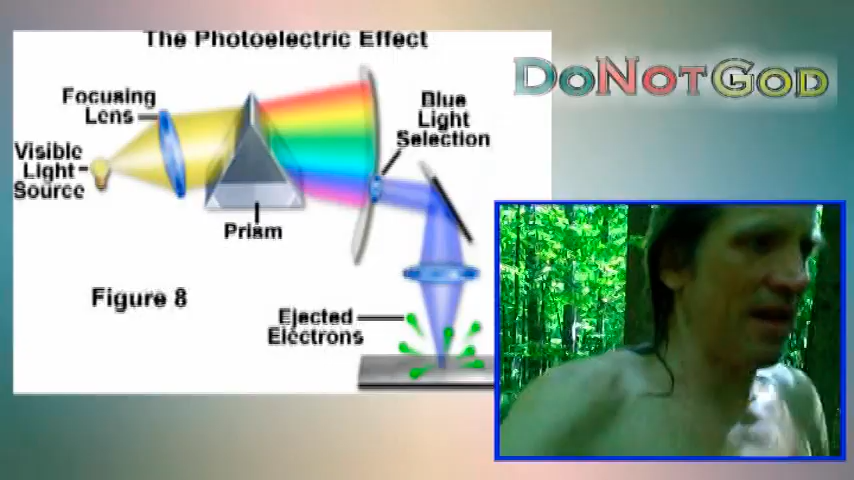 The Photoelectric Effect
DoNotGod
Focusing
Lens
Blue
Light
Selection
Visible
Light
Source
Prism
Figure 8
Ejected
Electrons